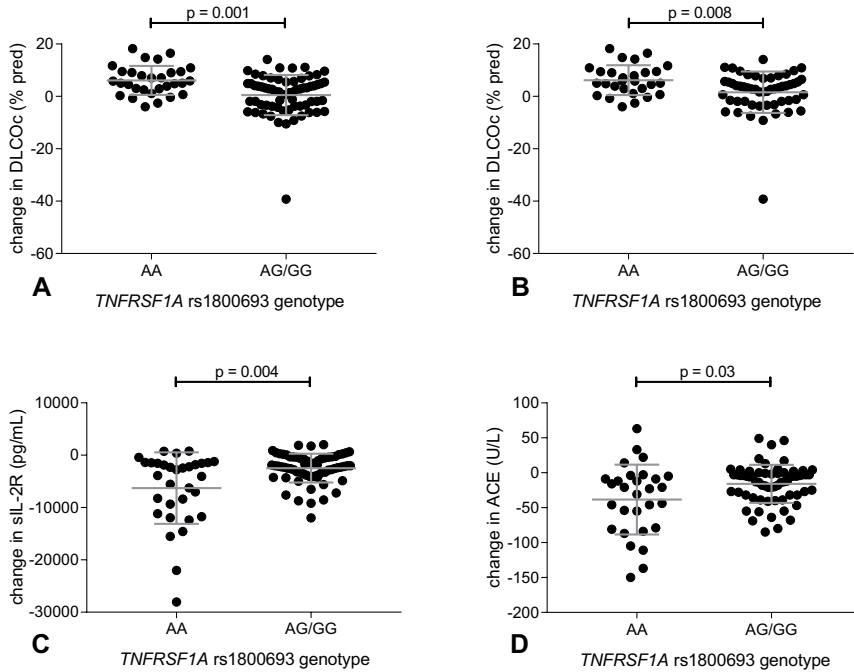 p = 0.001
20
0
-20
-40
-60
change in DLCOc (% pred)
AA
AG/GG
A
TNFRSF1A rs1800693 genotype
p = 0.008
20
0
-20
-40
-60
change in DLCOc (% pred)
AA
AG/GG
B
TNFRSF1A rs1800693 genotype
p = 0.004
10000
0
-10000
-20000
-30000
change in sIL-2R (pg/mL)
AA
AG/GG
C
TNFRSF1A rs1800693 genotype
p = 0.03
100
50
0
-50
-100
-150
-200
change in ACE (U/L)
AA
AG/GG
D
TNFRSF1A rs1800693 genotype